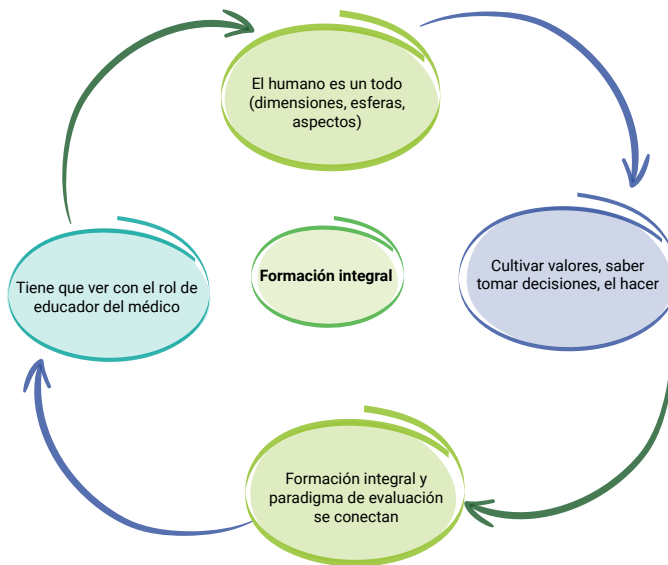 El humano es un todo
(dimensiones, esferas,
aspectos)
Cultivar valores, saber
tomar decisiones, el hacer
Formación integral
Tiene que ver con el rol de
educador del médico
Formación integral y
paradigma de evaluación
se conectan